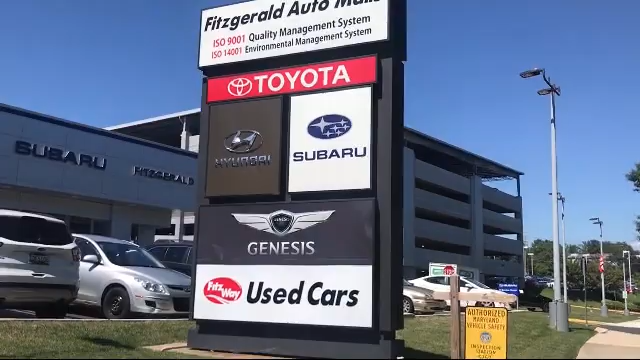 Fitzgerald Auto Malls
ISO 9001 Quality Management System
ISO 14001 Environmental Management System
TOYOTA
HYUNDAI
SUBARU
SUBARU
FITZGERALD
GENESIS
FitzWay Used Cars
AUTHORIZED
MARYLAND
VEHICLE SAFETY
INSPECTION
STATION